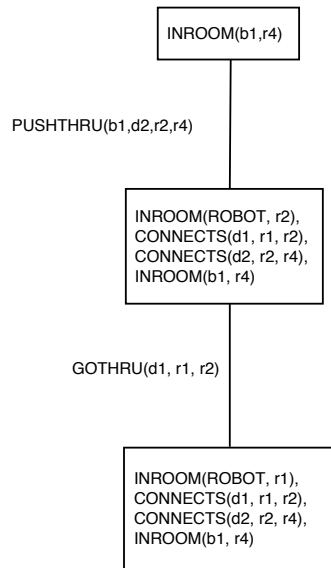 INROOM(b1,r4)
PUSHTHRU(b1,d2,r2,r4)
INROOM(ROBOT, r2),
CONNECTS(d1, r1, r2),
CONNECTS(d2, r2, r4),
INROOM(b1, r4)
GOTHRU(d1, r1, r2)
INROOM(ROBOT, r1),
CONNECTS(d1, r1, r2),
CONNECTS(d2, r2, r4),
INROOM(b1, r4)